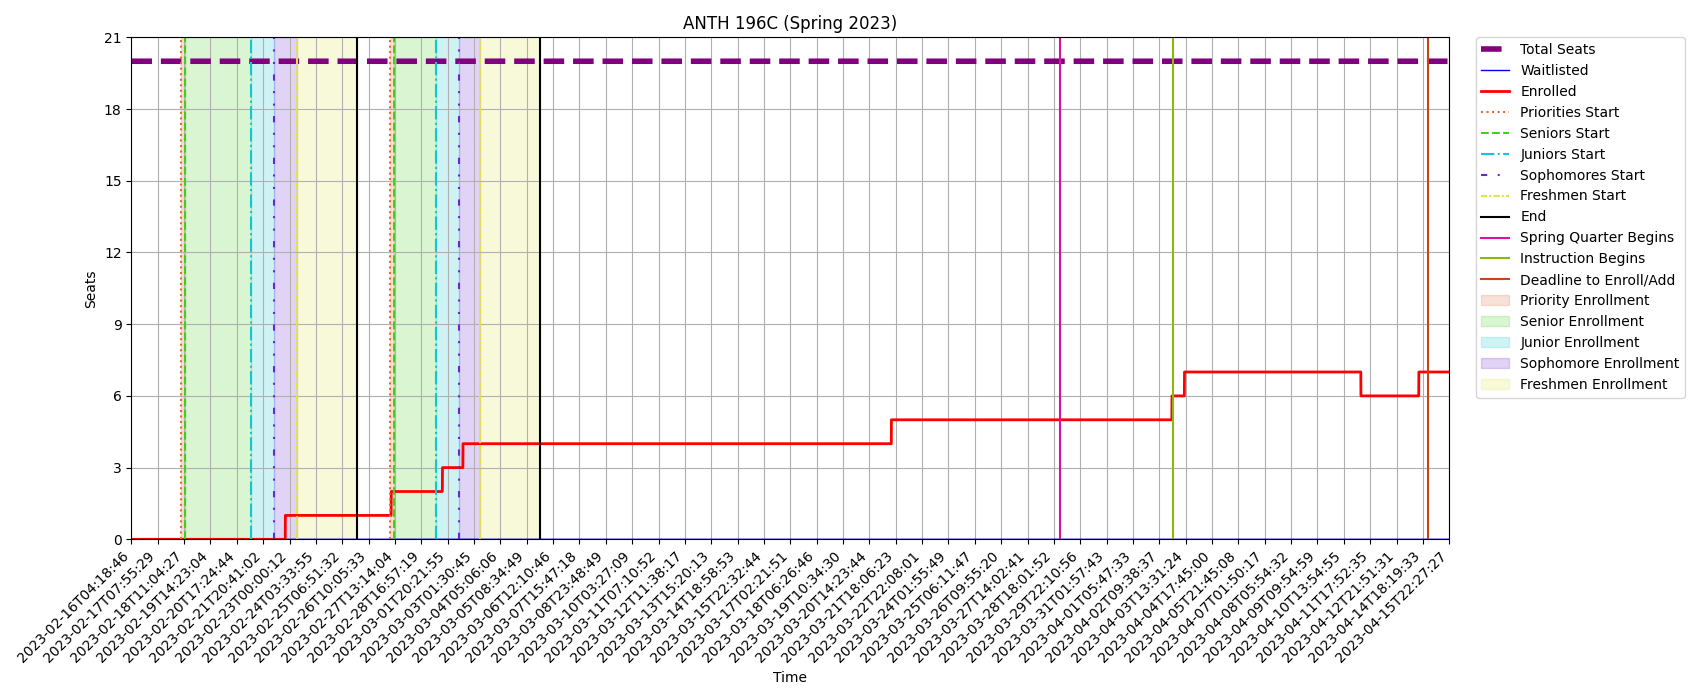 ANTH 196C (Spring 2023)
21
18
15
12
9
6
3
0
Seats
2023-02-16T04:18:46
2023-02-17T07:55:29
2023-02-18T11:04:27
2023-02-19T14:23:04
2023-02-20T17:24:44
2023-02-21T20:41:02
2023-02-23T00:00:12
2023-02-24T03:33:55
2023-02-25T06:51:32
2023-02-26T10:05:33
2023-02-27T13:14:04
2023-02-28T16:57:19
2023-03-01T20:21:55
2023-03-03T01:30:45
2023-03-04T05:06:04
2023-03-05T08:34:49
2023-03-06T12:10:46
2023-03-07T15:47:18
2023-03-08T23:48:49
2023-03-10T03:27:09
2023-03-11T07:10:52
2023-03-12T11:38:17
2023-03-13T15:20:13
2023-03-14T18:58:53
2023-03-15T22:32:44
2023-03-17T02:21:51
2023-03-18T06:26:46
2023-03-19T10:34:30
2023-03-20T14:23:44
2023-03-21T18:06:23
2023-03-22T22:08:01
2023-03-24T01:55:49
2023-03-25T06:11:47
2023-03-26T09:55:20
2023-03-27T14:02:41
2023-03-28T18:01:52
2023-03-29T22:10:56
2023-03-31T01:57:43
2023-04-01T05:47:33
2023-04-02T09:38:37
2023-04-03T13:31:24
2023-04-04T17:45:00
2023-04-05T21:45:08
2023-04-07T01:50:17
2023-04-08T05:54:32
2023-04-09T09:54:59
2023-04-10T13:54:55
2023-04-11T17:52:35
2023-04-12T21:51:31
2023-04-14T18:19:33
2023-04-15T22:27:27
Time
Total Seats
Waitlisted
Enrolled
Priorities Start
Seniors Start
Juniors Start
Sophomores Start
Freshmen Start
End
Spring Quarter Begins
Instruction Begins
Deadline to Enroll/Add
Priority Enrollment
Senior Enrollment
Junior Enrollment
Sophomore Enrollment
Freshmen Enrollment